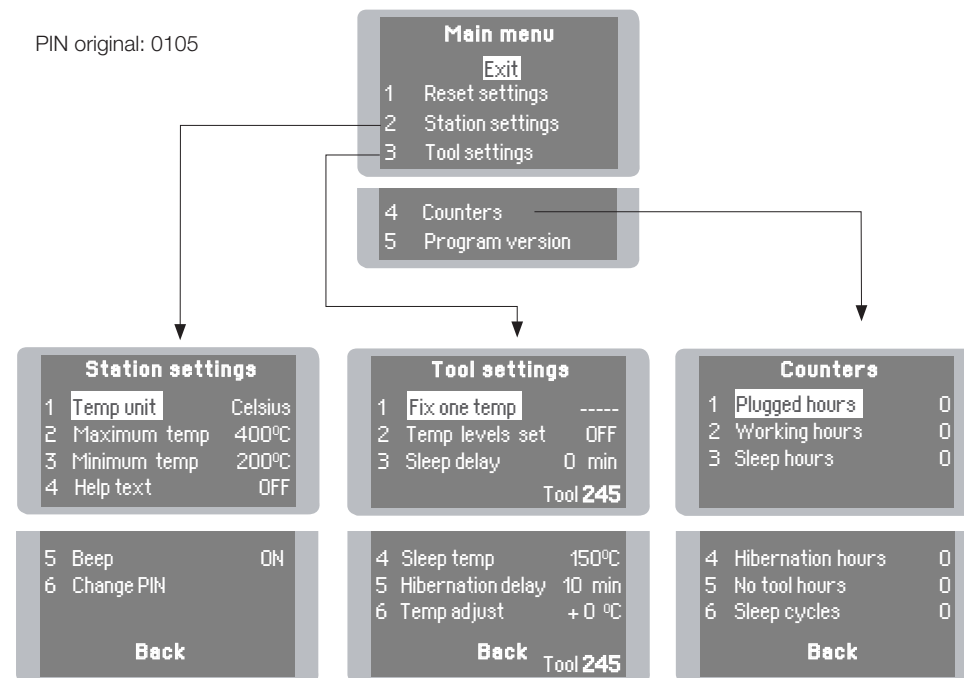 PIN original: 0105
Main menu
Exit
1 Reset settings
2 Station settings
3 Tool settings
4 Counters
5 Program version
Station settings
1 Temp unit Celsius
2 Maximum temp 400ºC
3 Minimum temp 200ºC
4 Help text OFF
5 Beep ON
6 Change PIN
Back
Tool settings
1 Fix one temp -----
2 Temp levels set OFF
3 Sleep delay 0 min
Tool 245
4 Sleep temp 150ºC
5 Hibernation delay 10 min
6 Temp adjust +0 ºC
Back
Tool 245
Counters
1 Plugged hours 0
2 Working hours 0
3 Sleep hours 0
4 Hibernation hours 0
5 No tool hours 0
6 Sleep cycles 0
Back